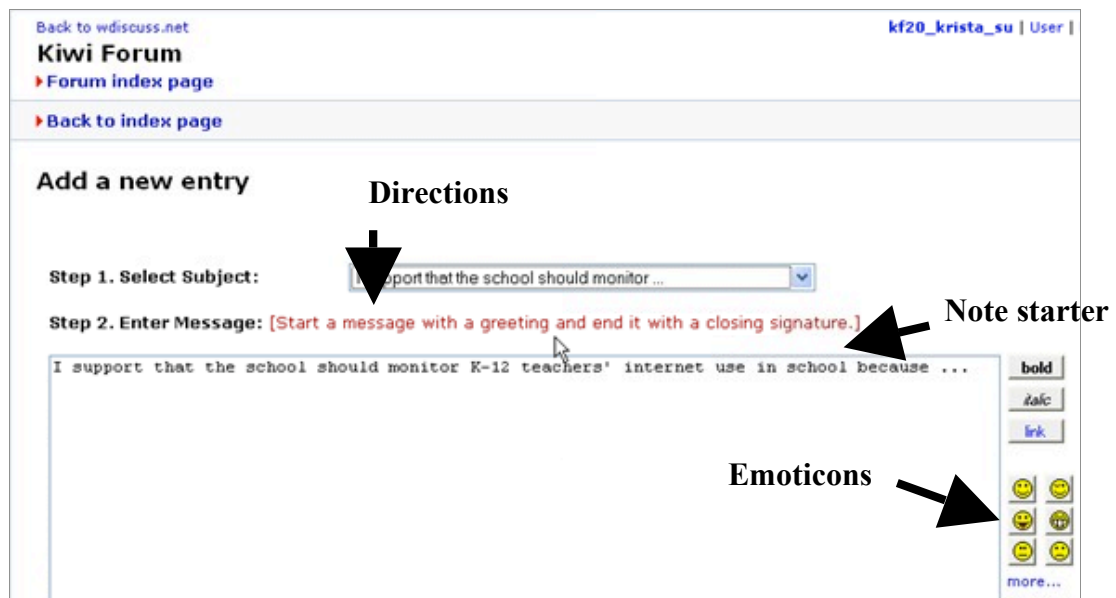 Back to wdiscuss.net
kf20_krista_su | User |
Kiwi Forum
Forum index page
Back to index page
Add a new entry
Directions
Step 1. Select Subject:
support that the school should monitor ...
Step 2. Enter Message: [Start a message with a greeting and end it with a closing signature.]
Note starter
I support that the school should monitor K-12 teachers' internet use in school because ...
bold
italic
link
Emoticons
more...